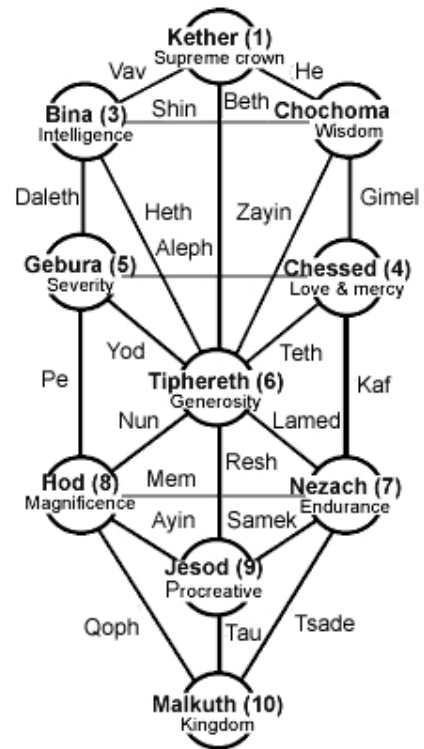 Kether (1)
Supreme crown
Vav
He
Bina (3)
Intelligence
Shin
Beth
Chochoma
Wisdom
Daleth
Heth
Zayin
Gimel
Aleph
Gebura (5)
Severity
Chessed (4)
Love & mercy
Yod
Teth
Pe
Tiphereth (6)
Generosity
Kaf
Nun
Lamed
Resh
Hod (8)
Magnificence
Mem
Nezach (7)
Endurance
Ayin
Samek
Jesod (9)
Procreative
Qoph
Tau
Tsade
Malkuth (10)
Kingdom